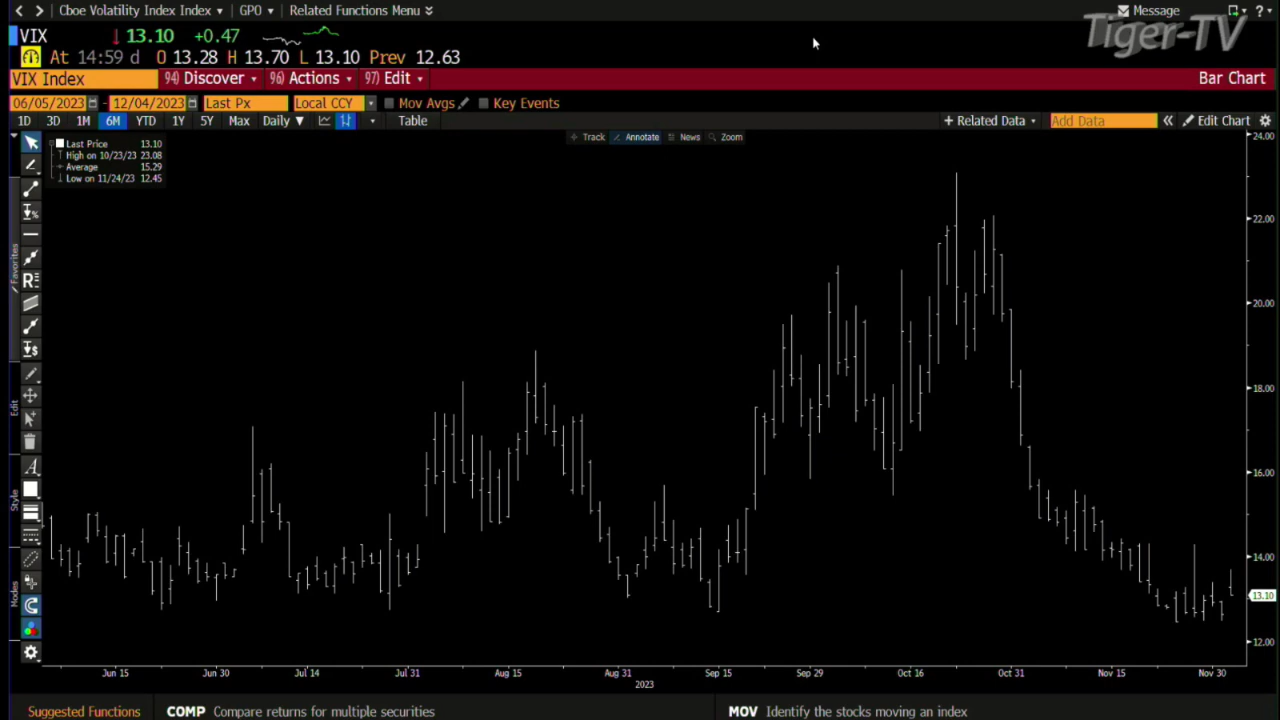 Cboe Volatility Index Index GPO Related Functions Menu Message ?
Tiger-TV
VIX 13.10 +0.47
At 14:59 d O 13.28 H 13.70 L 13.10 Prev 12.63
VIX Index 94) Discover 96) Actions 97) Edit Bar Chart
06/05/2023 - 12/04/2023 Last Px Local CCY Mov Avgs Key Events
1D 3D 1M 6M YTD 1Y 5Y Max Daily Table + Related Data Add Data Edit Chart
Track Annotate News Zoom
Last Price 13.10
High on 10/23/23 23.08
Average 15.29
Low on 11/24/23 12.45
24.00
22.00
20.00
18.00
16.00
14.00
13.10
12.00
Favorites
Edit
Style
Modes
Jun 15 Jun 30 Jul 14 Jul 31 Aug 15 Aug 31 Sep 15 Sep 29 Oct 16 Oct 31 Nov 15 Nov 30
2023
Suggested Functions COMP Compare returns for multiple securities MOV Identify the stocks moving an index